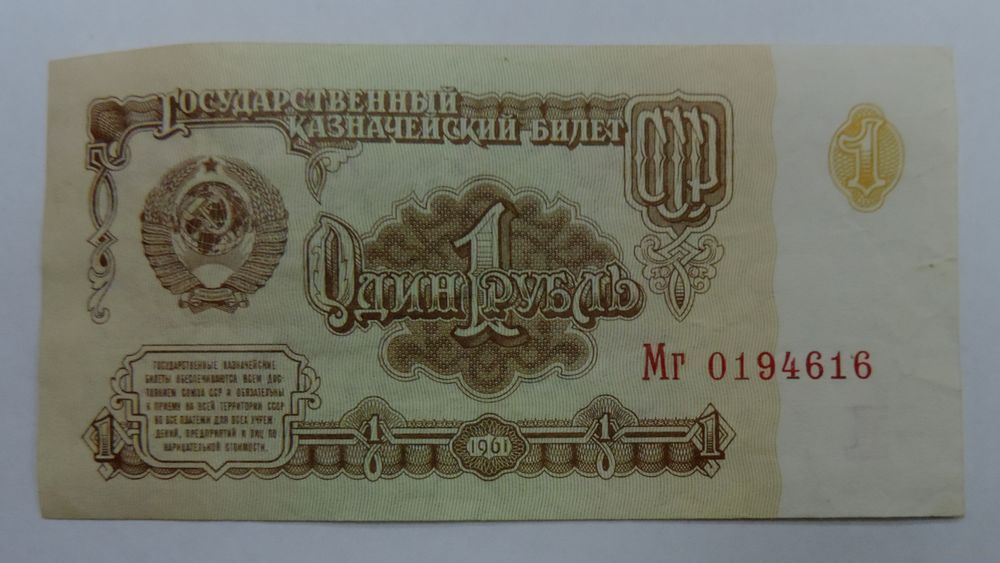 Государственный
казначейский билет
СССР
1
Один 1 рубль
Мг 0194616
Государственные казначейские
билеты обеспечиваются всем дос-
тоянием Союза ССР и обязательны
к приему на всей территории СССР
во все платежи для всех учреж-
дений, предприятий и лиц по
нарицательной стоимости.
1 1 1961 1 1